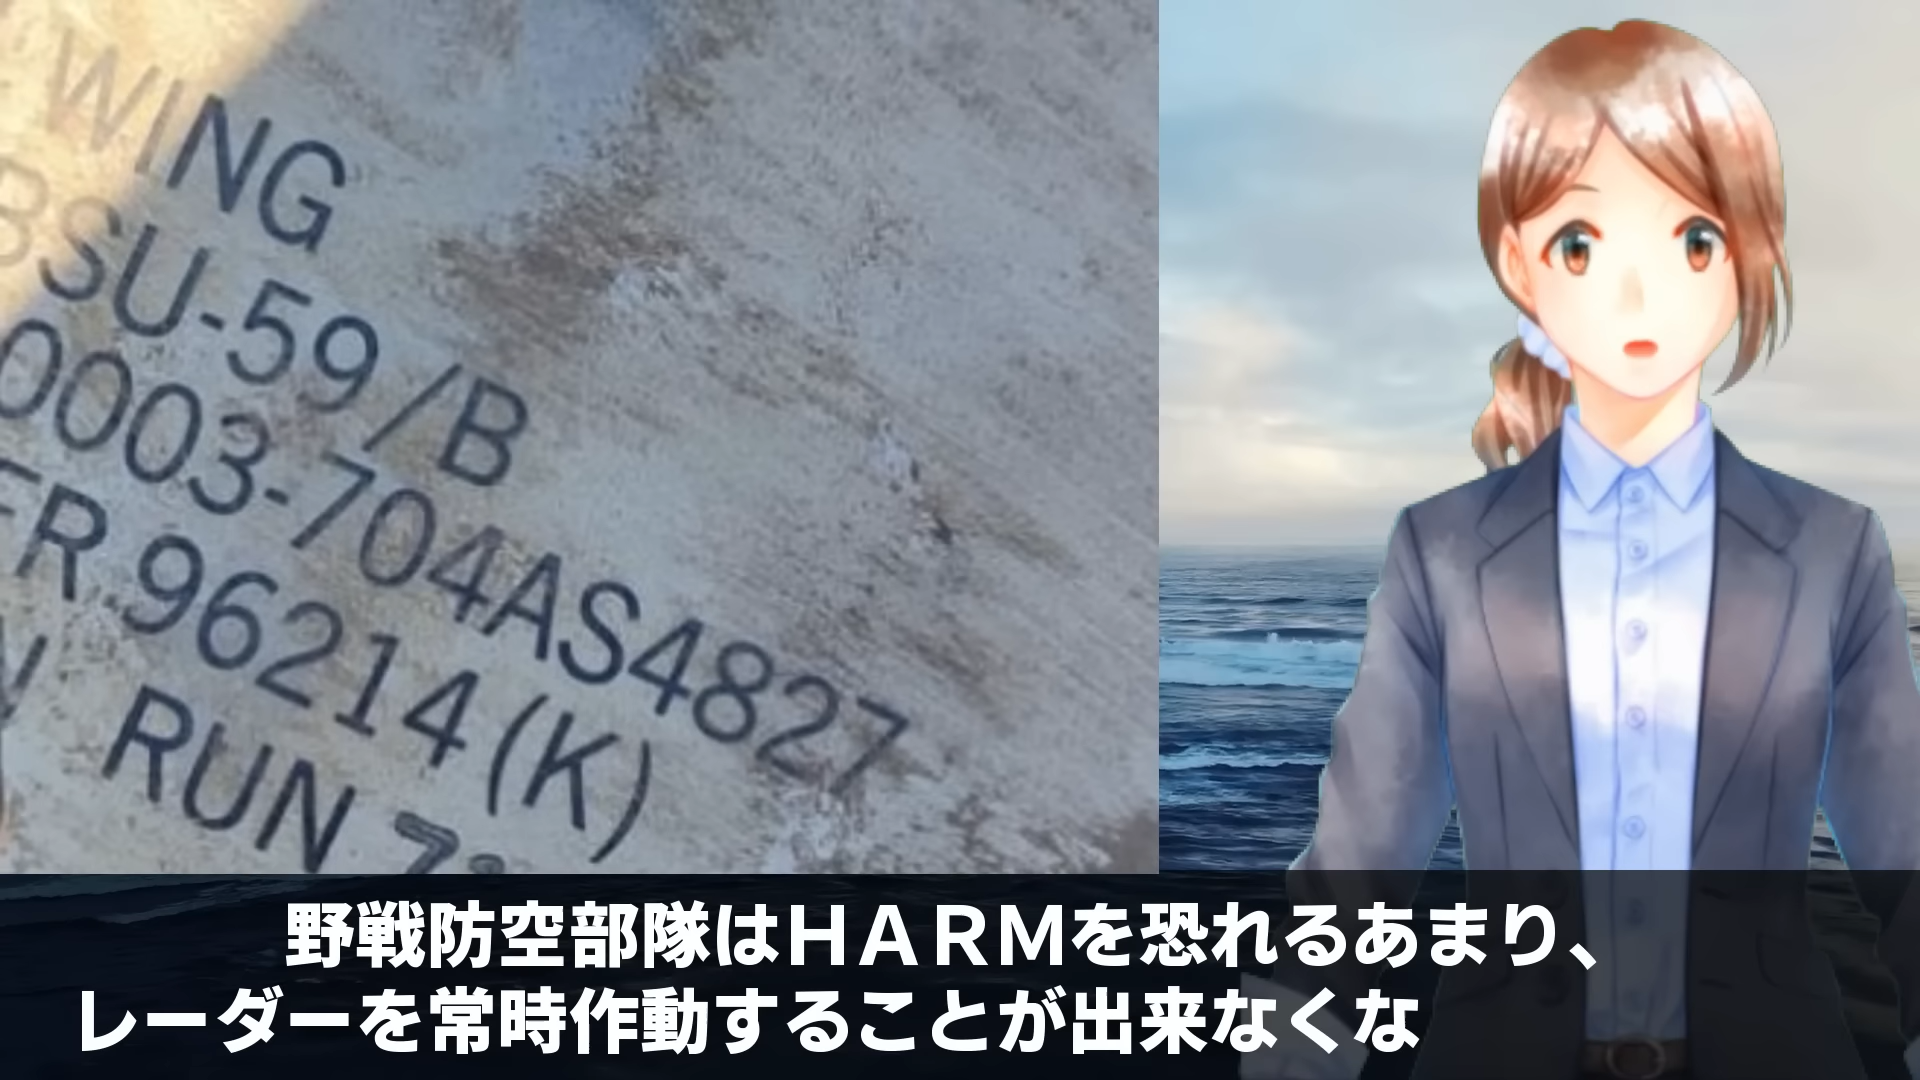 WING
BSU-59/B
0003-704AS4827
FR 96214(K)
RUN
野戦防空部隊はＨＡＲＭを恐れるあまり、
レーダーを常時作動することが出来なくな